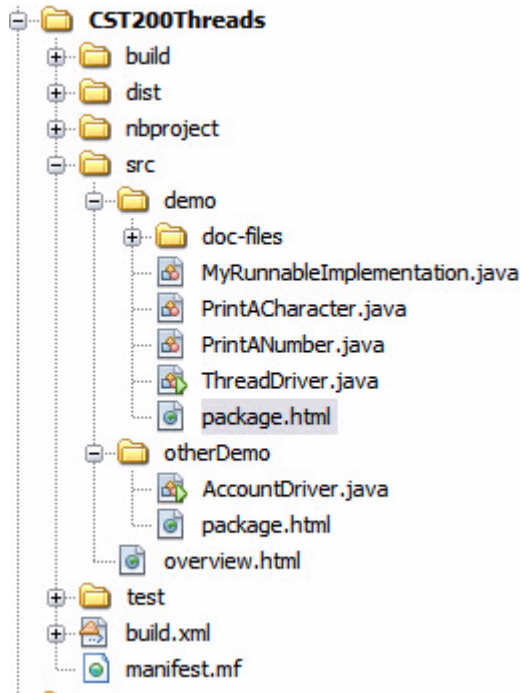 CST200Threads
build
dist
nbproject
src
demo
doc-files
MyRunnableImplementation.java
PrintACharacter.java
PrintANumber.java
ThreadDriver.java
package.html
otherDemo
AccountDriver.java
package.html
overview.html
test
build.xml
manifest.mf